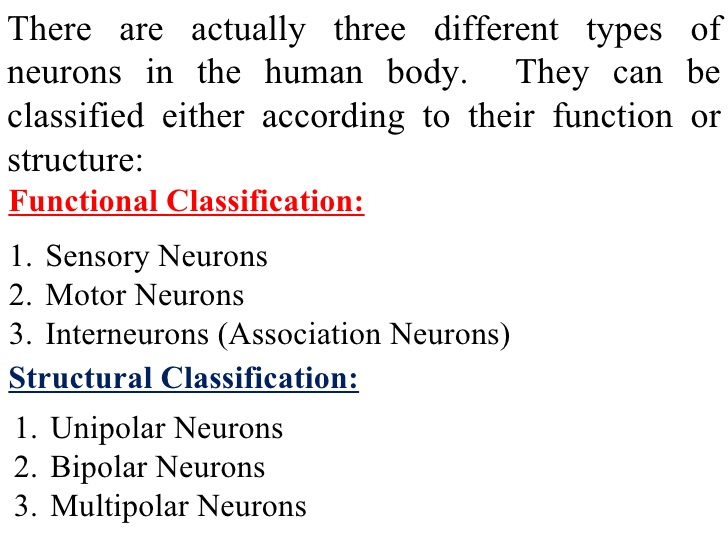 There are actually three different types of
neurons in the human body. They can be
classified either according to their function or
structure:
Functional Classification:
1. Sensory Neurons
2. Motor Neurons
3. Interneurons (Association Neurons)
Structural Classification:
1. Unipolar Neurons
2. Bipolar Neurons
3. Multipolar Neurons